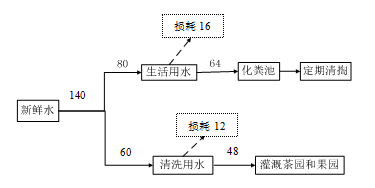 损耗 16
80
生活用水
64
化类池
定期清掏
140
新鲜水
损耗 12
60
清洗用水
48
灌溉茶园和果园